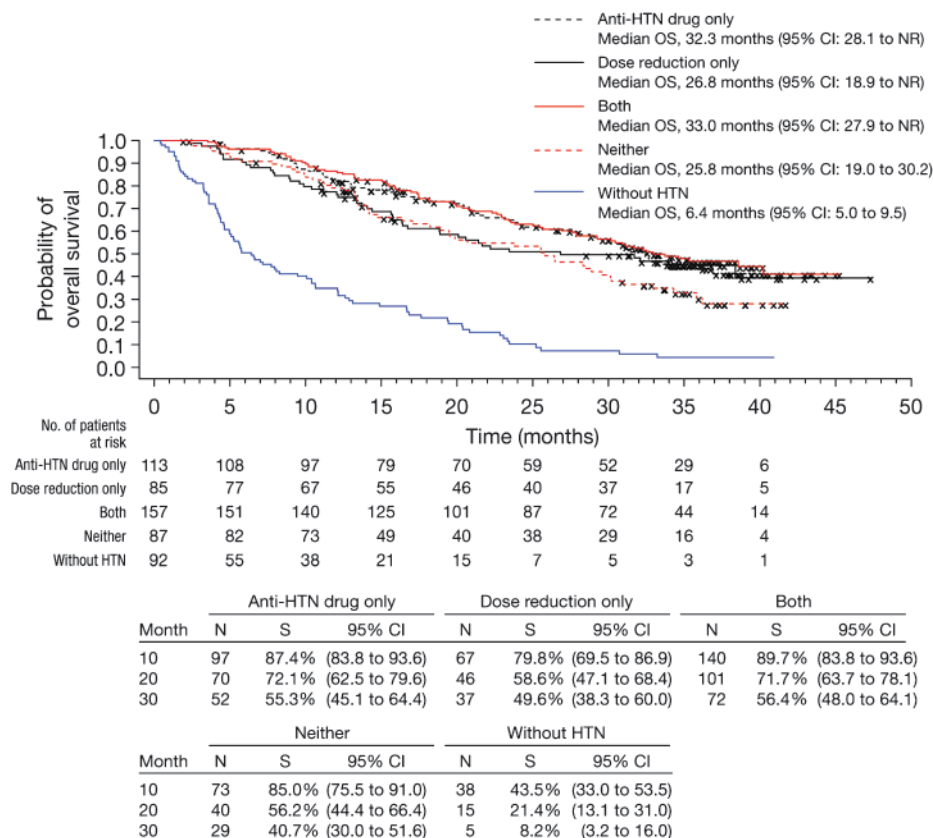 Anti-HTN drug only
Median OS, 32.3 months (95% CI: 28.1 to NR)
Dose reduction only
Median OS, 26.8 months (95% CI: 18.9 to NR)
Both
Median OS, 33.0 months (95% CI: 27.9 to NR)
Neither
Median OS, 25.8 months (95% CI: 19.0 to 30.2)
Without HTN
Median OS, 6.4 months (95% CI: 5.0 to 9.5)
Probability of
overall survival
1.0
0.9
0.8
0.7
0.6
0.5
0.4
0.3
0.2
0.1
0.0
0 5 10 15 20 25 30 35 40 45 50
Time (months)
No. of patients
at risk
Anti-HTN drug only 113 108 97 79 70 59 52 29 6
Dose reduction only 85 77 67 55 46 40 37 17 5
Both 157 151 140 125 101 87 72 44 14
Neither 87 82 73 49 40 38 29 16 4
Without HTN 92 55 38 21 15 7 5 3 1
Anti-HTN drug only Dose reduction only Both
Month N S 95% CI N S 95% CI N S 95% CI
10 97 87.4% (83.8 to 93.6) 67 79.8% (69.5 to 86.9) 140 89.7% (83.8 to 93.6)
20 70 72.1% (62.5 to 79.6) 46 58.6% (47.1 to 68.4) 101 71.7% (63.7 to 78.1)
30 52 55.3% (45.1 to 64.4) 37 49.6% (38.3 to 60.0) 72 56.4% (48.0 to 64.1)
Neither Without HTN
Month N S 95% CI N S 95% CI
10 73 85.0% (75.5 to 91.0) 38 43.5% (33.0 to 53.5)
20 40 56.2% (44.4 to 66.4) 15 21.4% (13.1 to 31.0)
30 29 40.7% (30.0 to 51.6) 5 8.2% (3.2 to 16.0)